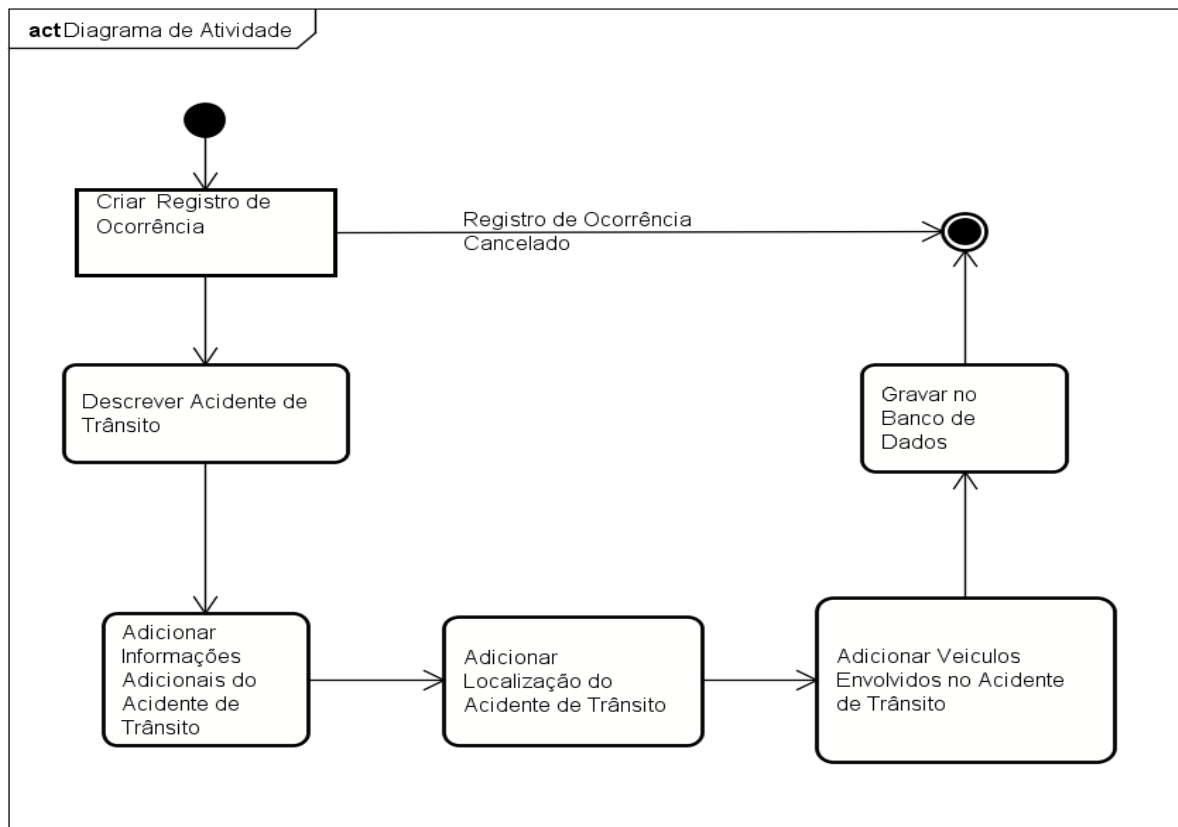 act Diagrama de Atividade
Criar Registro de
Ocorrência
Registro de Ocorrência
Cancelado
Descrever Acidente de
Trânsito
Gravar no
Banco de
Dados
Adicionar
Informações
Adicionais do
Acidente de
Trânsito
Adicionar
Localização do
Acidente de Trânsito
Adicionar Veiculos
Envolvidos no Acidente
de Trânsito